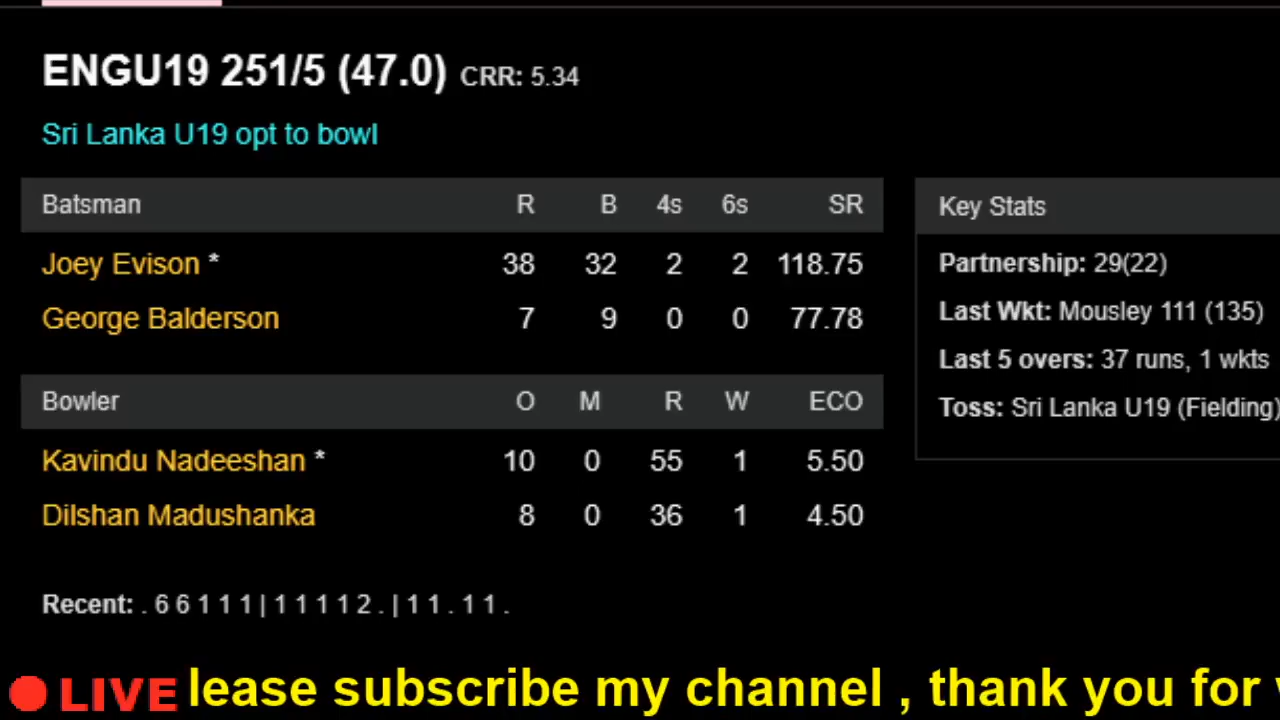 ENGU19 251/5 (47.0) CRR: 5.34
Sri Lanka U19 opt to bowl
Batsman R B 4s 6s SR
Joey Evison * 38 32 2 2 118.75
George Balderson 7 9 0 0 77.78
Bowler O M R W ECO
Kavindu Nadeeshan * 10 0 55 1 5.50
Dilshan Madushanka 8 0 36 1 4.50
Key Stats
Partnership: 29(22)
Last Wkt: Mousley 111 (135)
Last 5 overs: 37 runs, 1 wkts
Toss: Sri Lanka U19 (Fielding)
Recent: . 6 6 1 1 1 | 1 1 1 1 2 . | 1 1 . 1 1 .
LIVE lease subscribe my channel , thank you for